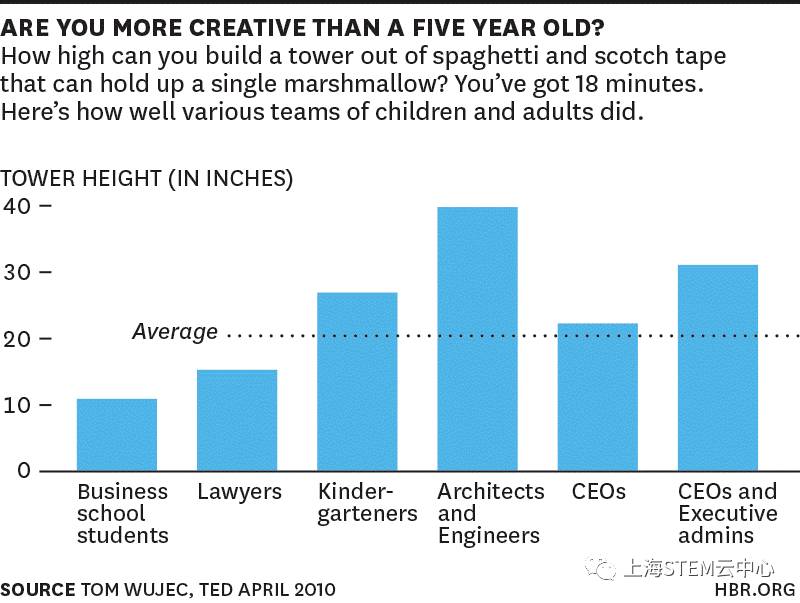 ARE YOU MORE CREATIVE THAN A FIVE YEAR OLD?
How high can you build a tower out of spaghetti and scotch tape
that can hold up a single marshmallow? You’ve got 18 minutes.
Here’s how well various teams of children and adults did.
TOWER HEIGHT (IN INCHES)
40
30
Average
20
10
0
Business
school
students
Lawyers
Kinder-
garteners
Architects
and
Engineers
CEOs
CEOs and
Executive
admins
上海STEM云中心
SOURCE TOM WUJEC, TED APRIL 2010
HBR.ORG